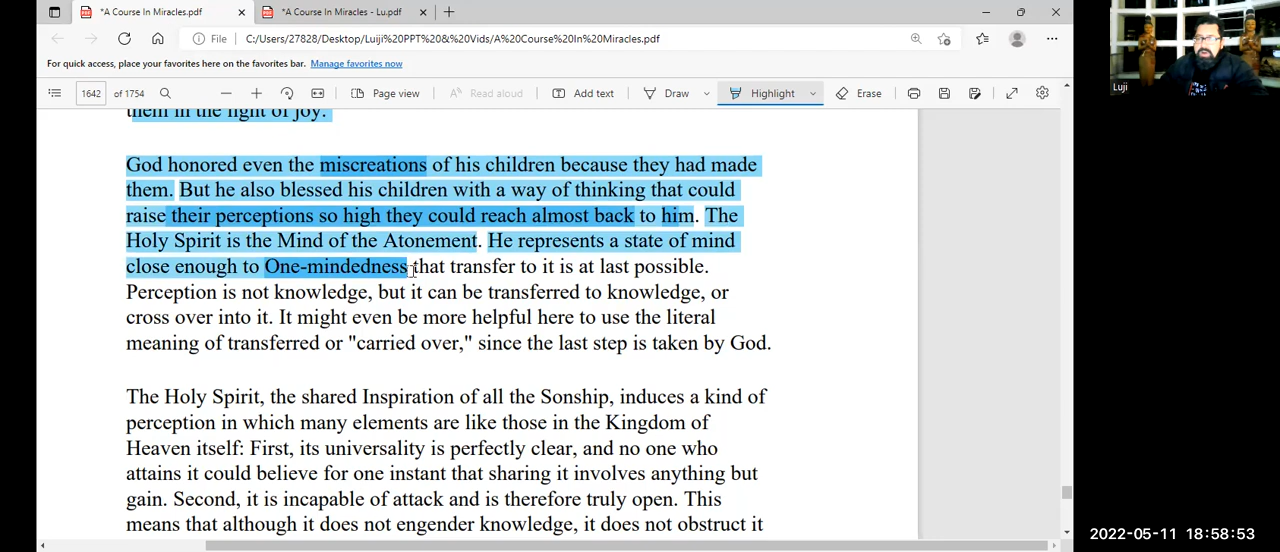 *A Course In Miracles.pdf
*A Course In Miracles - Lu.pdf
File
C:/Users/27828/Desktop/Luiji%20PPT%20&%20Vids/A%20Course%20In%20Miracles.pdf
For quick access, place your favorites here on the favorites bar. Manage favorites now
1642 of 1754
Page view
Read aloud
Add text
Draw
Highlight
Erase
them in the light of joy.
God honored even the miscreations of his children because they had made
them. But he also blessed his children with a way of thinking that could
raise their perceptions so high they could reach almost back to him. The
Holy Spirit is the Mind of the Atonement. He represents a state of mind
close enough to One-mindedness that transfer to it is at last possible.
Perception is not knowledge, but it can be transferred to knowledge, or
cross over into it. It might even be more helpful here to use the literal
meaning of transferred or "carried over," since the last step is taken by God.
The Holy Spirit, the shared Inspiration of all the Sonship, induces a kind of
perception in which many elements are like those in the Kingdom of
Heaven itself: First, its universality is perfectly clear, and no one who
attains it could believe for one instant that sharing it involves anything but
gain. Second, it is incapable of attack and is therefore truly open. This
means that although it does not engender knowledge, it does not obstruct it
Luji
2022-05-11 18:58:53